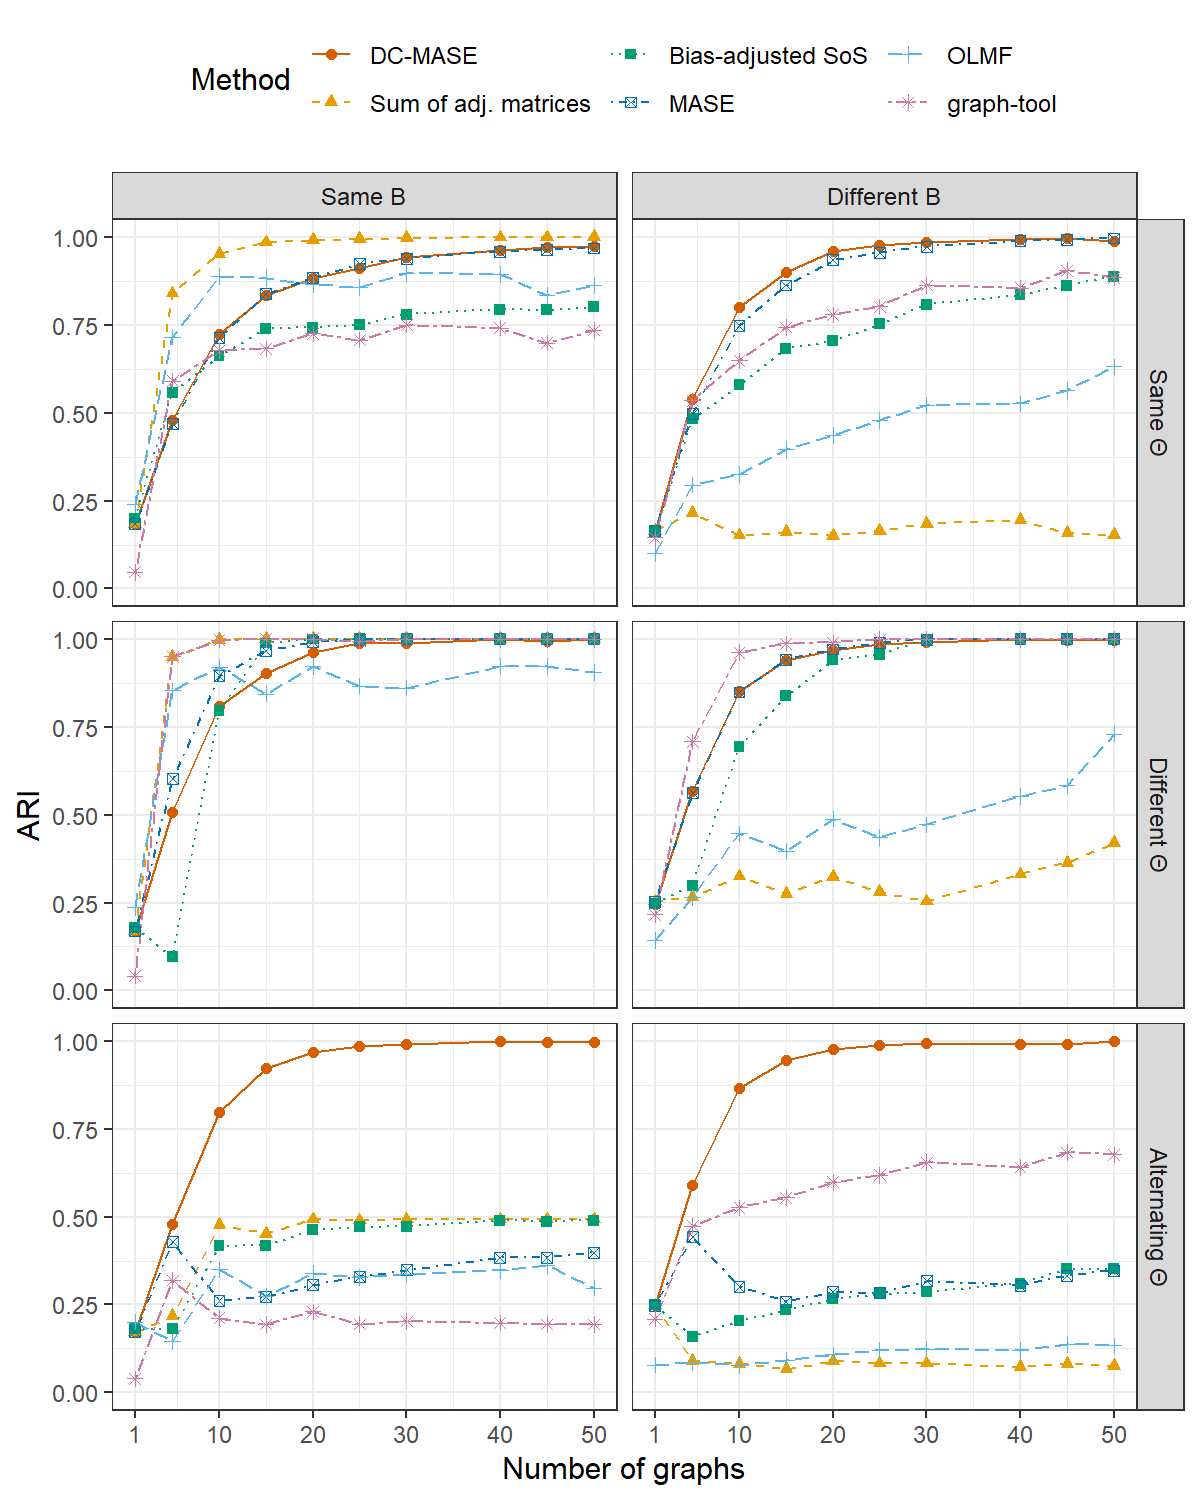 Method
DC-MASE
Bias-adjusted SoS
OLMF
Sum of adj. matrices
MASE
graph-tool
Same B
Different B
1.00
0.75
0.50
0.25
0.00
Same Θ
1.00
0.75
0.50
0.25
0.00
Different Θ
1.00
0.75
0.50
0.25
0.00
Alternating Θ
ARI
1 10 20 30 40 50
1 10 20 30 40 50
Number of graphs